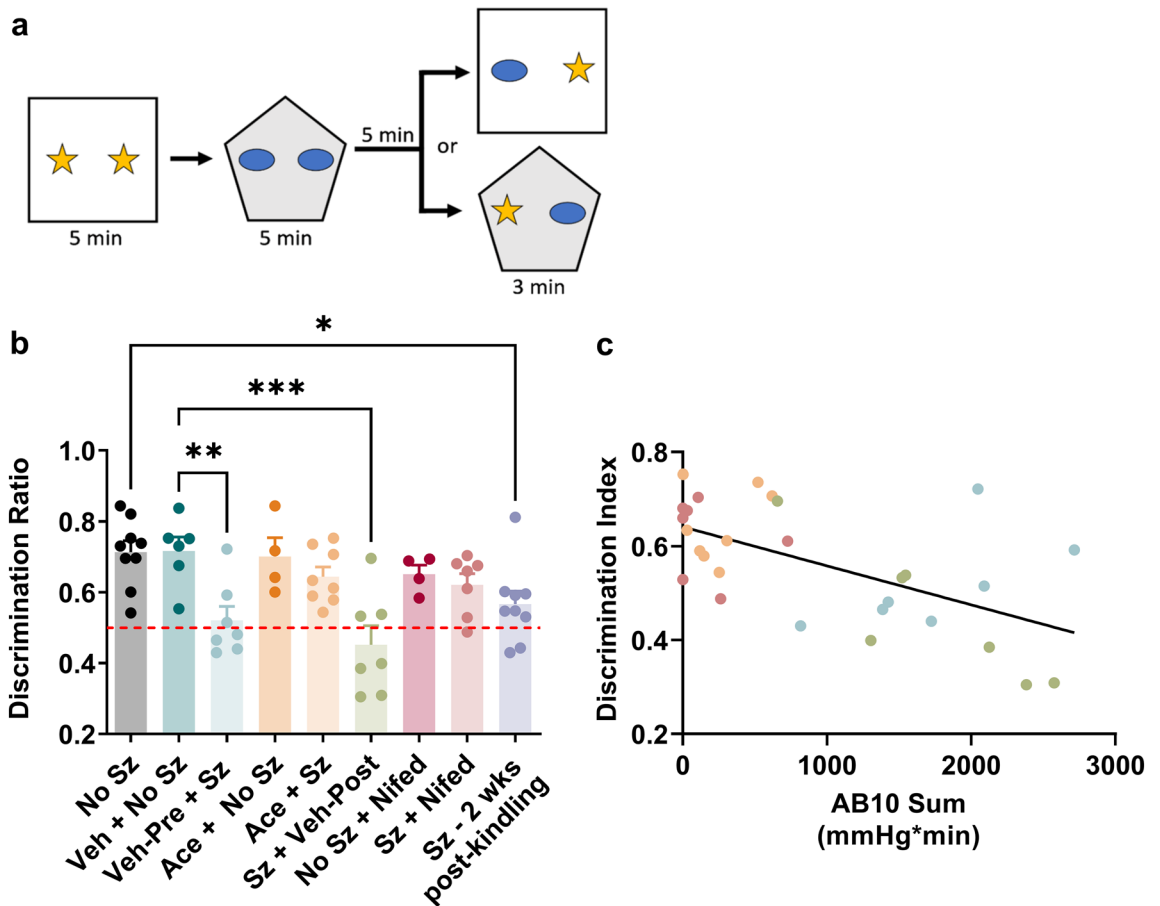 a
5 min
or
5 min
5 min
3 min
b
*
***
**
Discrimination Ratio
1.0
0.8
0.6
0.4
0.2
No Sz
Veh + No Sz
Veh-Pre + Sz
Ace + No Sz
Ace + Sz
Sz + Veh-Post
No Sz + Nifed
Sz + Nifed
Sz - 2 wks
post-kindling
c
Discrimination Index
0.8
0.6
0.4
0.2
0
1000
2000
3000
AB10 Sum
(mmHg*min)